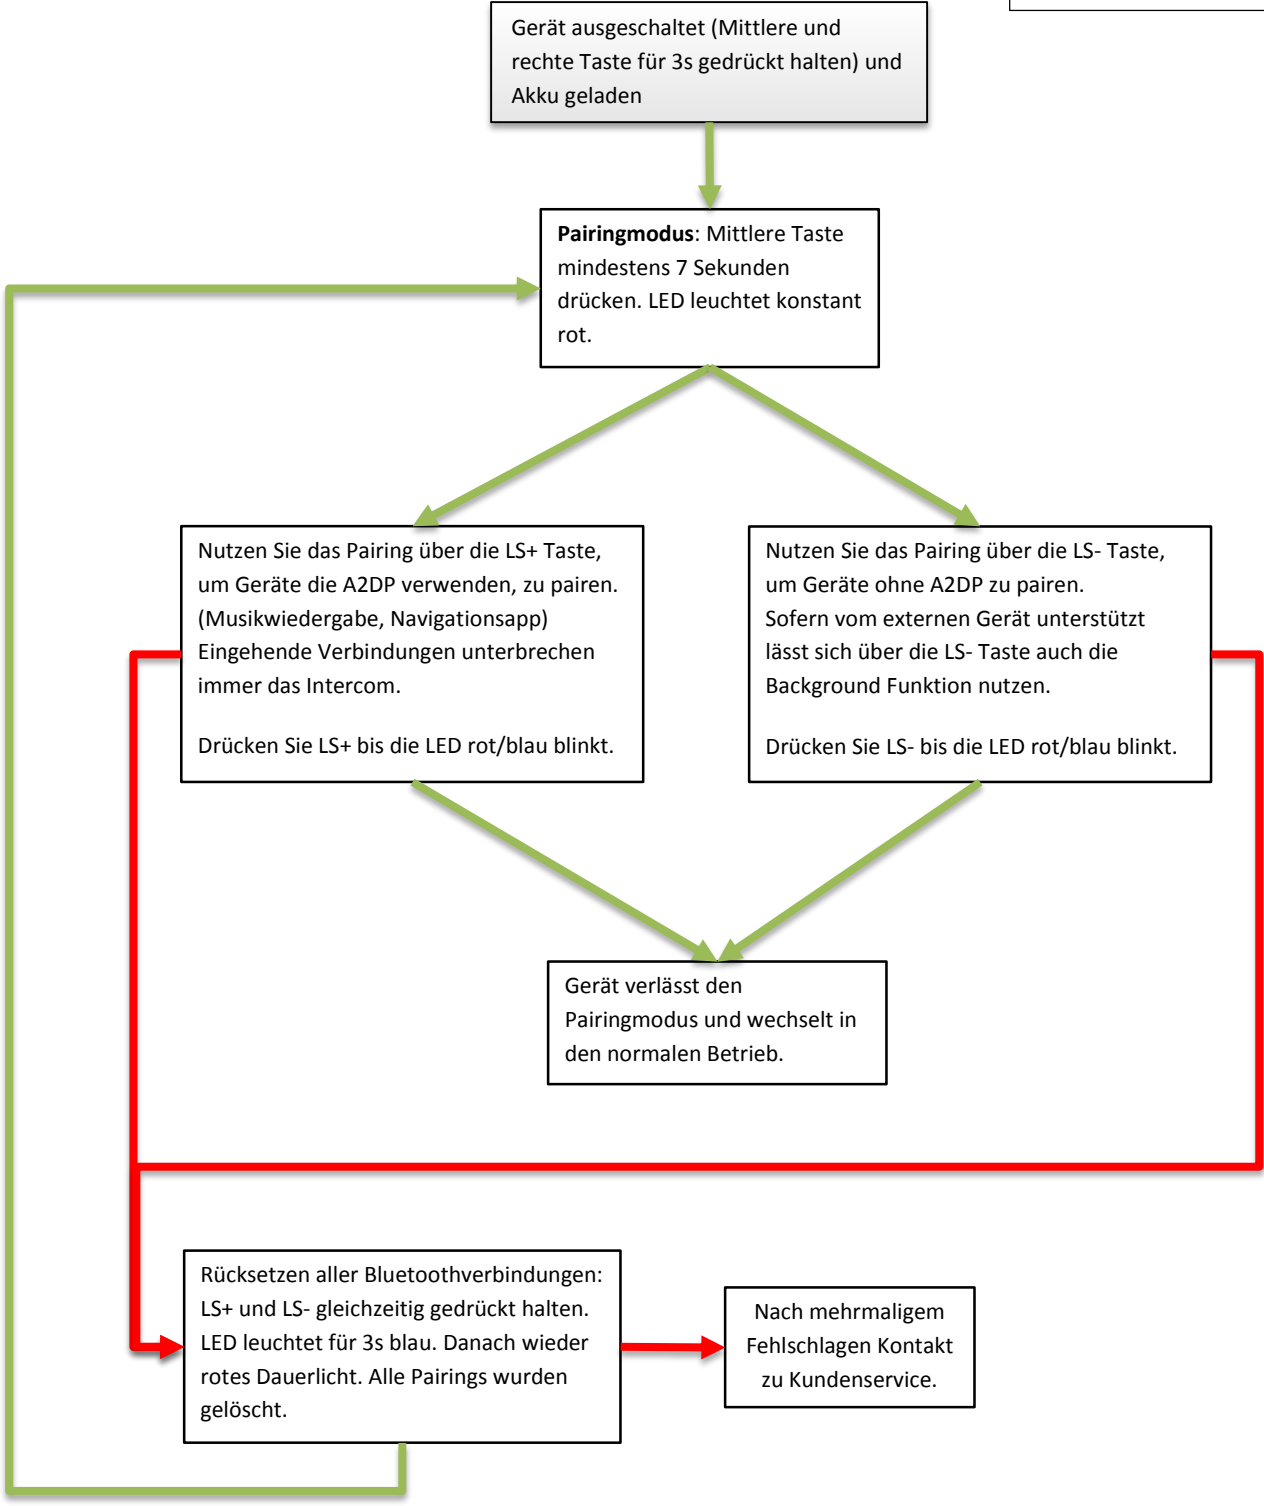 Gerät ausgeschaltet (Mittlere und
rechte Taste für 3s gedrückt halten) und
Akku geladen
Pairingmodus: Mittlere Taste
mindestens 7 Sekunden
drücken. LED leuchtet konstant
rot.
Nutzen Sie das Pairing über die LS+ Taste,
um Geräte die A2DP verwenden, zu pairen.
(Musikwiedergabe, Navigationsapp)
Eingehende Verbindungen unterbrechen
immer das Intercom.
Drücken Sie LS+ bis die LED rot/blau blinkt.
Nutzen Sie das Pairing über die LS- Taste,
um Geräte ohne A2DP zu pairen.
Sofern vom externen Gerät unterstützt
lässt sich über die LS- Taste auch die
Background Funktion nutzen.
Drücken Sie LS- bis die LED rot/blau blinkt.
Gerät verlässt den
Pairingmodus und wechselt in
den normalen Betrieb.
Rücksetzen aller Bluetoothverbindungen:
LS+ und LS- gleichzeitig gedrückt halten.
LED leuchtet für 3s blau. Danach wieder
rotes Dauerlicht. Alle Pairings wurden
gelöscht.
Nach mehrmaligem
Fehlschlagen Kontakt
zu Kundenservice.